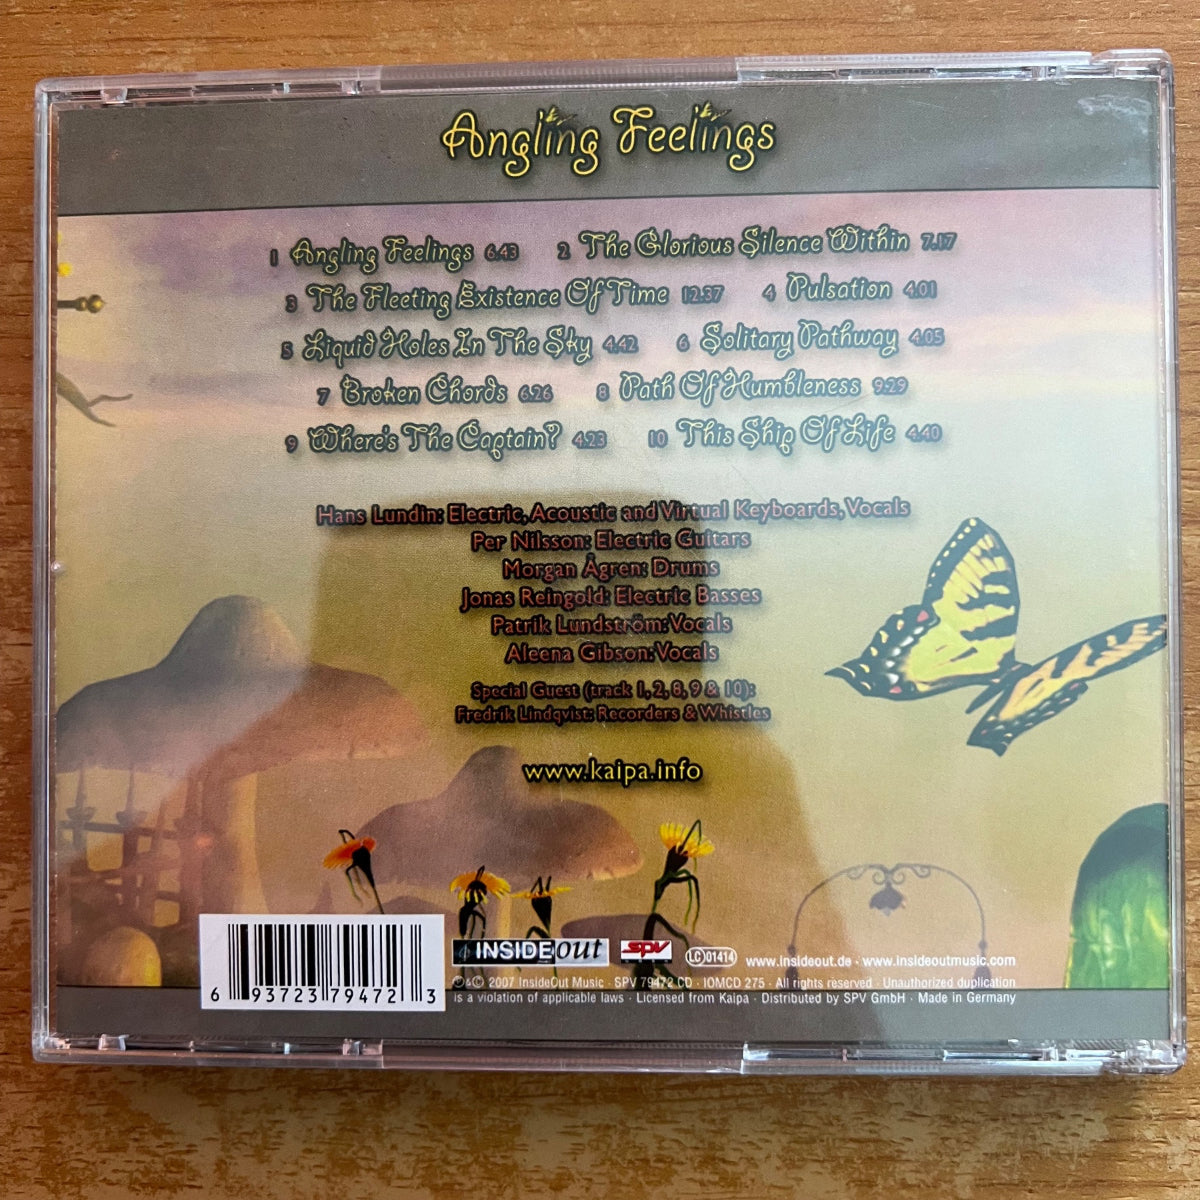 Angling Feelings
1 Angling Feelings 6.43 2 The Glorious Silence Within 7.17
3 The Fleeting Existence Of Time 12.37 4 Pulsation 4.01
5 Liquid Holes In The Sky 4.42 6 Solitary Pathway 4.05
7 Broken Chords 6.26 8 Path Of Humbleness 9.29
9 Where's The Captain? 4.23 10 This Ship Of Life 4.40
Hans Lundin: Electric, Acoustic and Virtual Keyboards, Vocals
Per Nilsson: Electric Guitars
Morgan Ågren: Drums
Jonas Reingold: Electric Basses
Patrik Lundström: Vocals
Aleena Gibson: Vocals
Special Guest (track 1, 2, 8, 9 & 10):
Fredrik Lindqvist: Recorders & Whistles
www.kaipa.info
6 93723 79472 3
INSIDEout SPV LC 01414 www.insideout.de · www.insideoutmusic.com
℗&© 2007 InsideOut Music · SPV 79472 CD · IOMCD 275 · All rights reserved · Unauthorized duplication
is a violation of applicable laws · Licensed from Kaipa · Distributed by SPV GmbH · Made in Germany